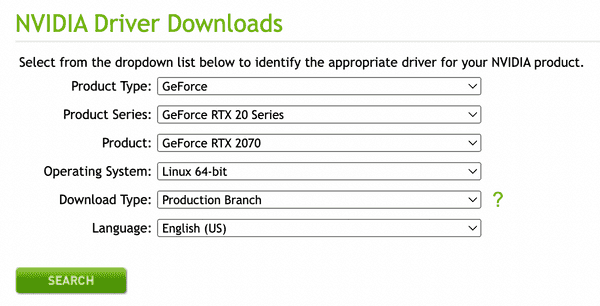 NVIDIA Driver Downloads
Select from the dropdown list below to identify the appropriate driver for your NVIDIA product.
Product Type: GeForce
Product Series: GeForce RTX 20 Series
Product: GeForce RTX 2070
Operating System: Linux 64-bit
Download Type: Production Branch ?
Language: English (US)
SEARCH